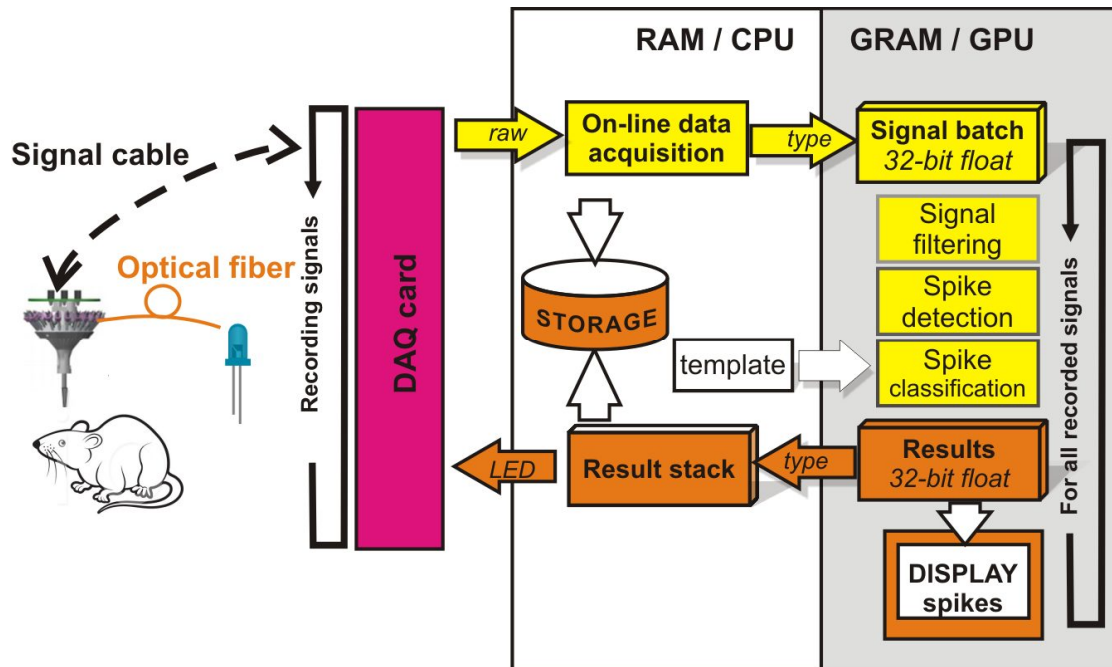 RAM / CPU
GRAM / GPU
Signal cable
Optical fiber
Recording signals
DAQ card
raw
On-line data
acquisition
type
Signal batch
32-bit float
Signal
filtering
Spike
detection
STORAGE
template
Spike
classification
LED
Result stack
type
Results
32-bit float
DISPLAY
spikes
For all recorded signals